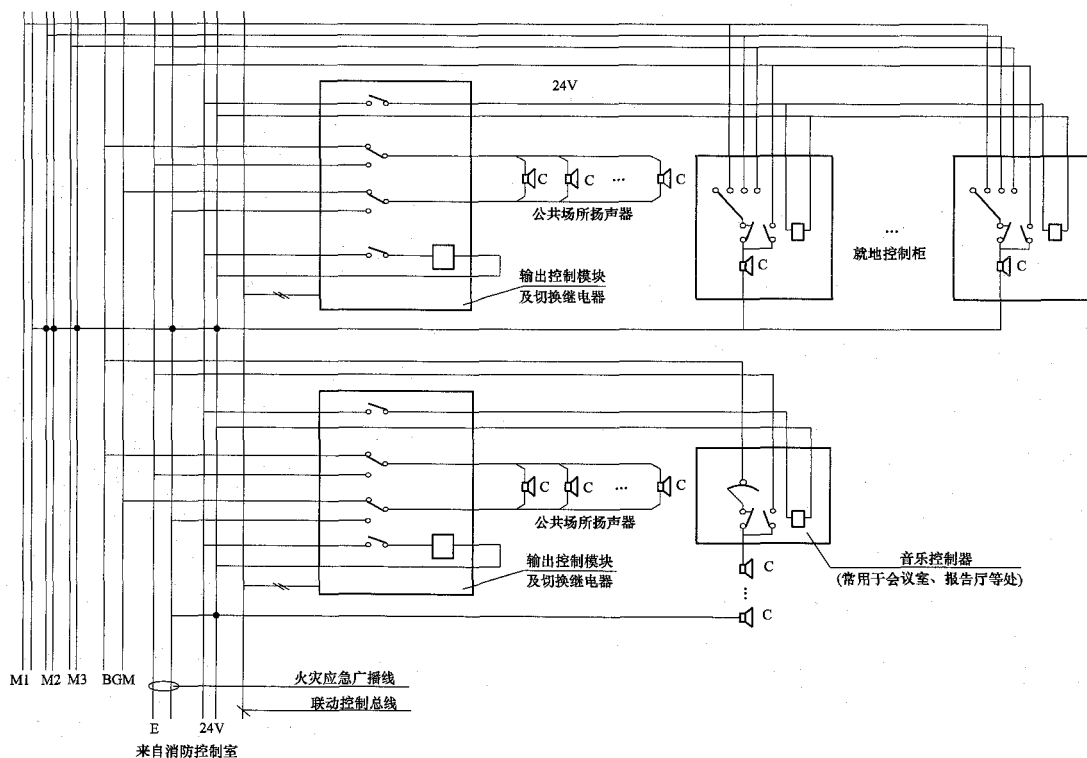 24V
C
C
...
C
公共场所扬声器
C
...
就地控制柜
C
输出控制模块
及切换继电器
C
C
...
C
公共场所扬声器
输出控制模块
及切换继电器
音乐控制器
(常用于会议室、报告厅等处)
C
...
C
M1
M2
M3
BGM
火灾应急广播线
联动控制总线
E
24V
来自消防控制室